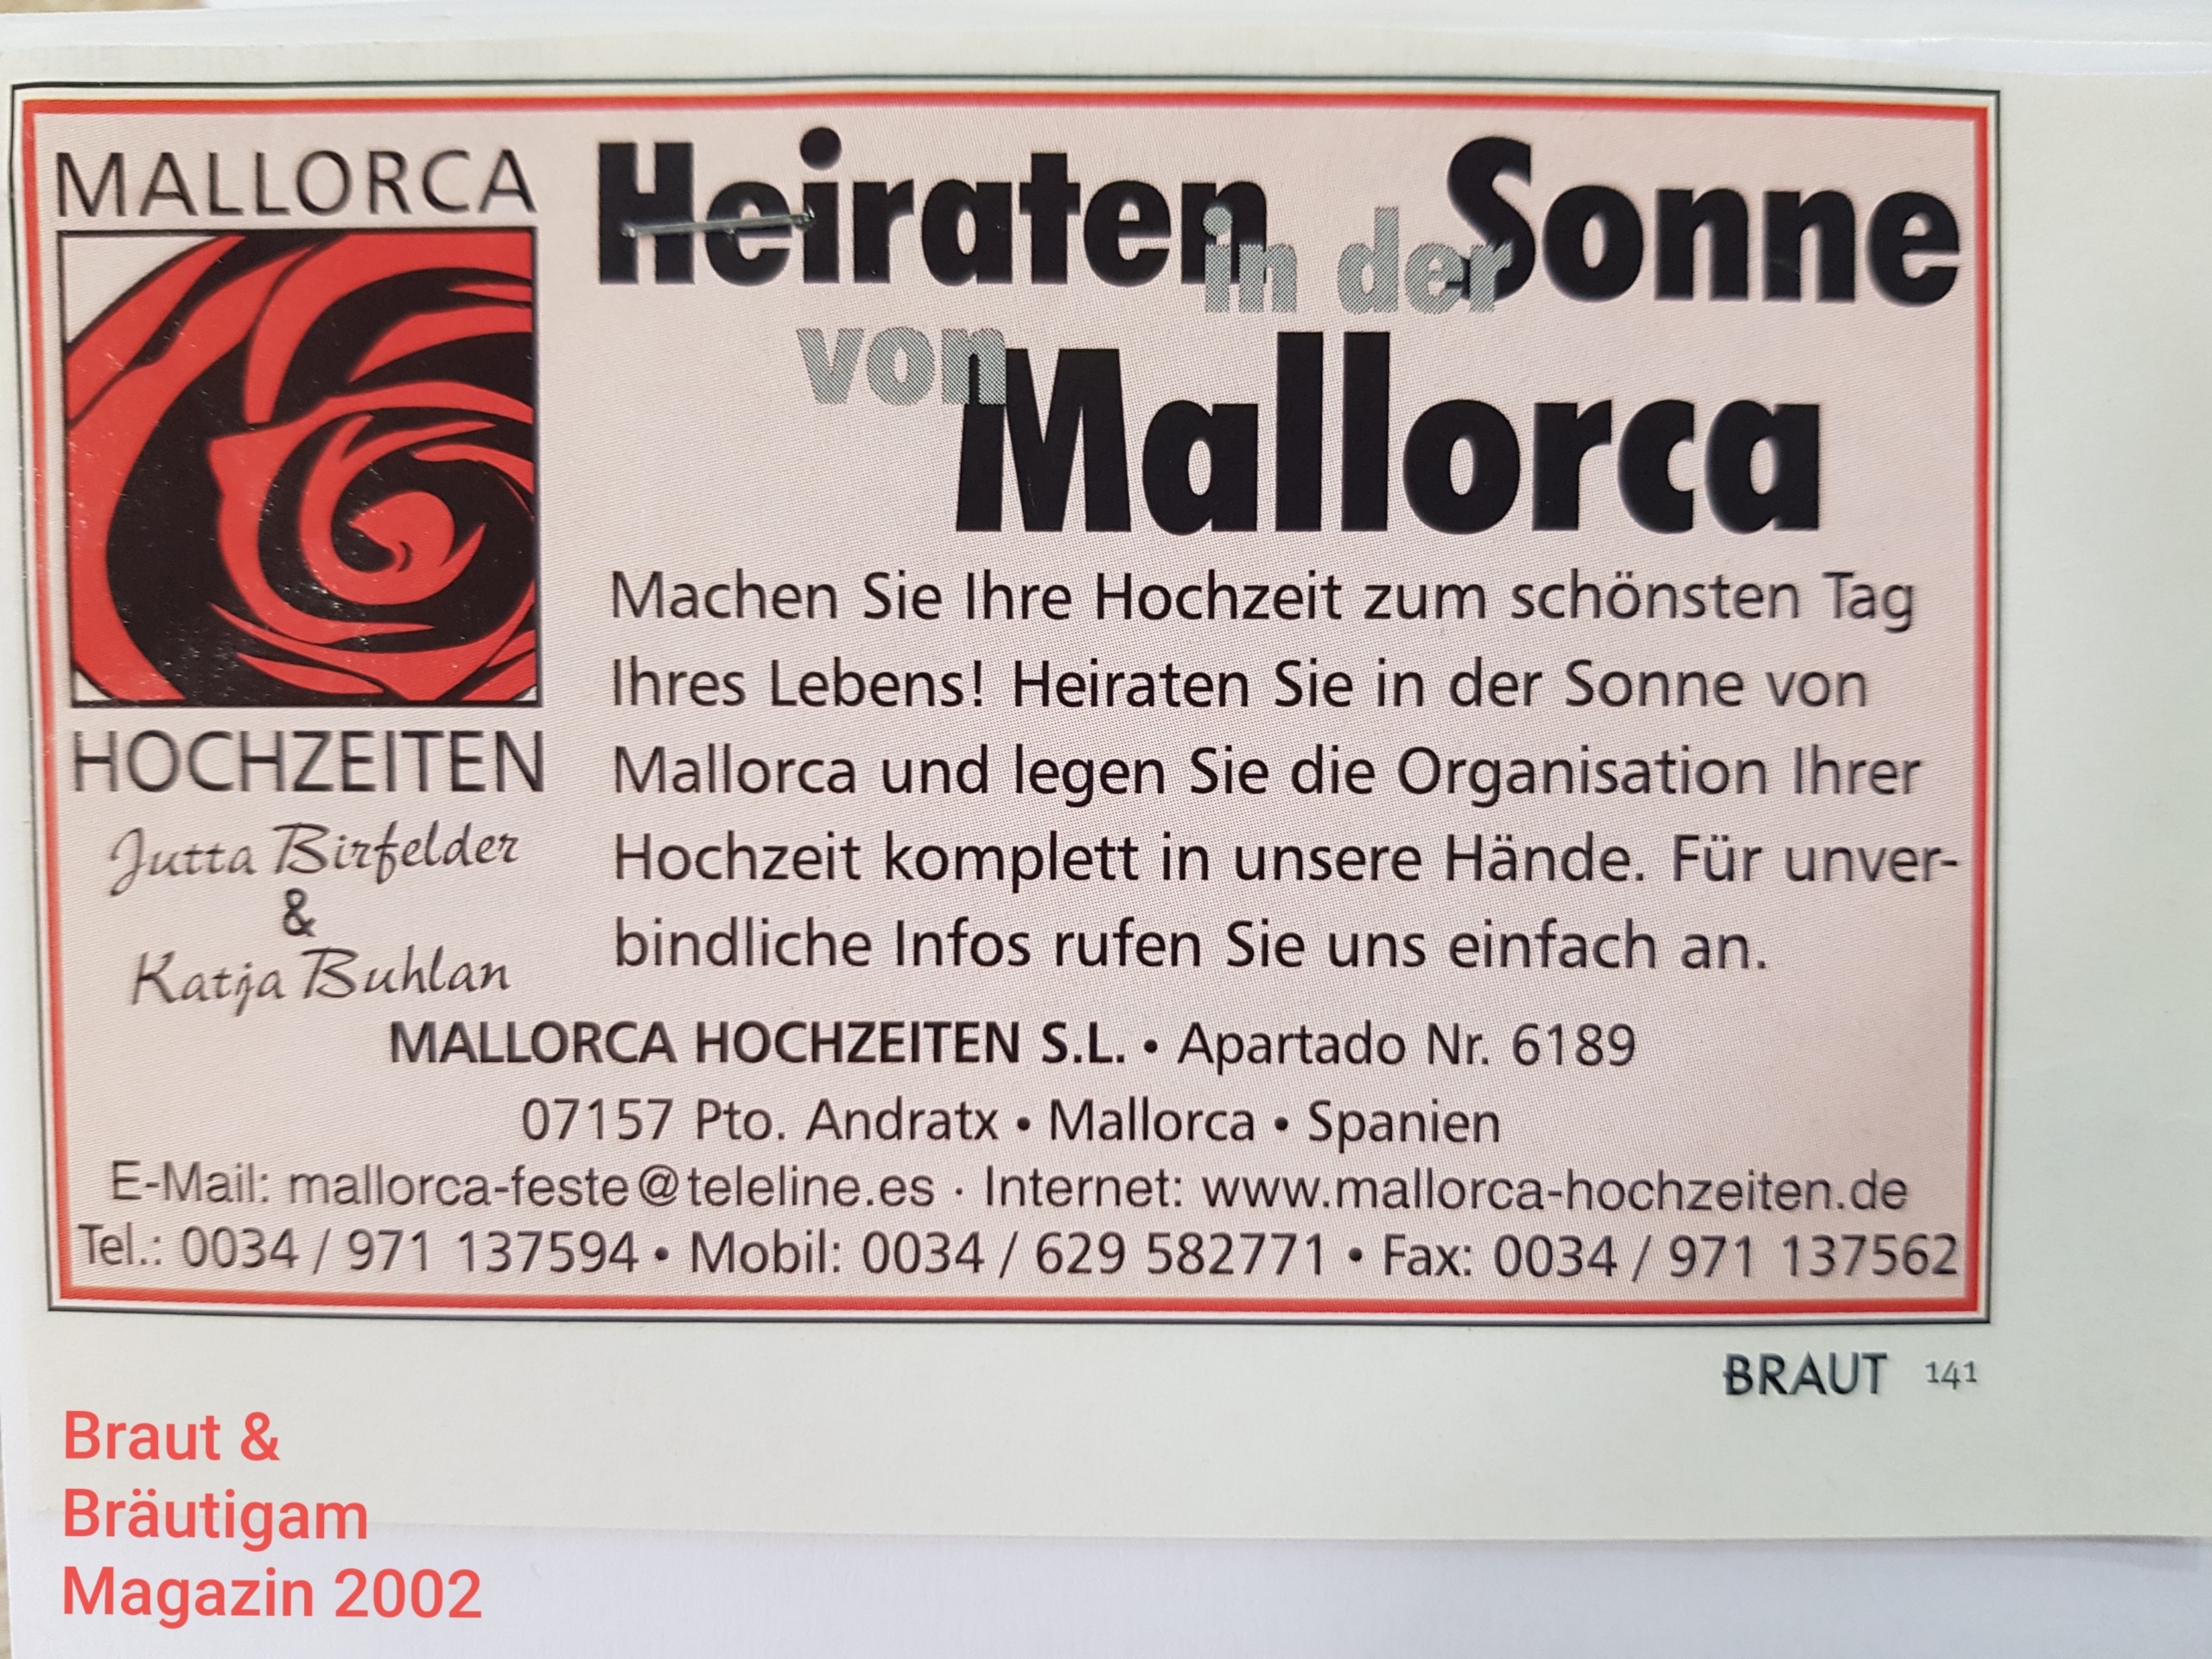 MALLORCA
HOCHZEITEN
Jutta Birfelder
&
Katja Buhlan
Heiraten in der Sonne
von Mallorca
Machen Sie Ihre Hochzeit zum schönsten Tag
Ihres Lebens! Heiraten Sie in der Sonne von
Mallorca und legen Sie die Organisation Ihrer
Hochzeit komplett in unsere Hände. Für unver-
bindliche Infos rufen Sie uns einfach an.
MALLORCA HOCHZEITEN S.L. • Apartado Nr. 6189
07157 Pto. Andratx • Mallorca • Spanien
E-Mail: mallorca-feste@teleline.es · Internet: www.mallorca-hochzeiten.de
Tel.: 0034 / 971 137594 • Mobil: 0034 / 629 582771 • Fax: 0034 / 971 137562
BRAUT 141
Braut &
Bräutigam
Magazin 2002